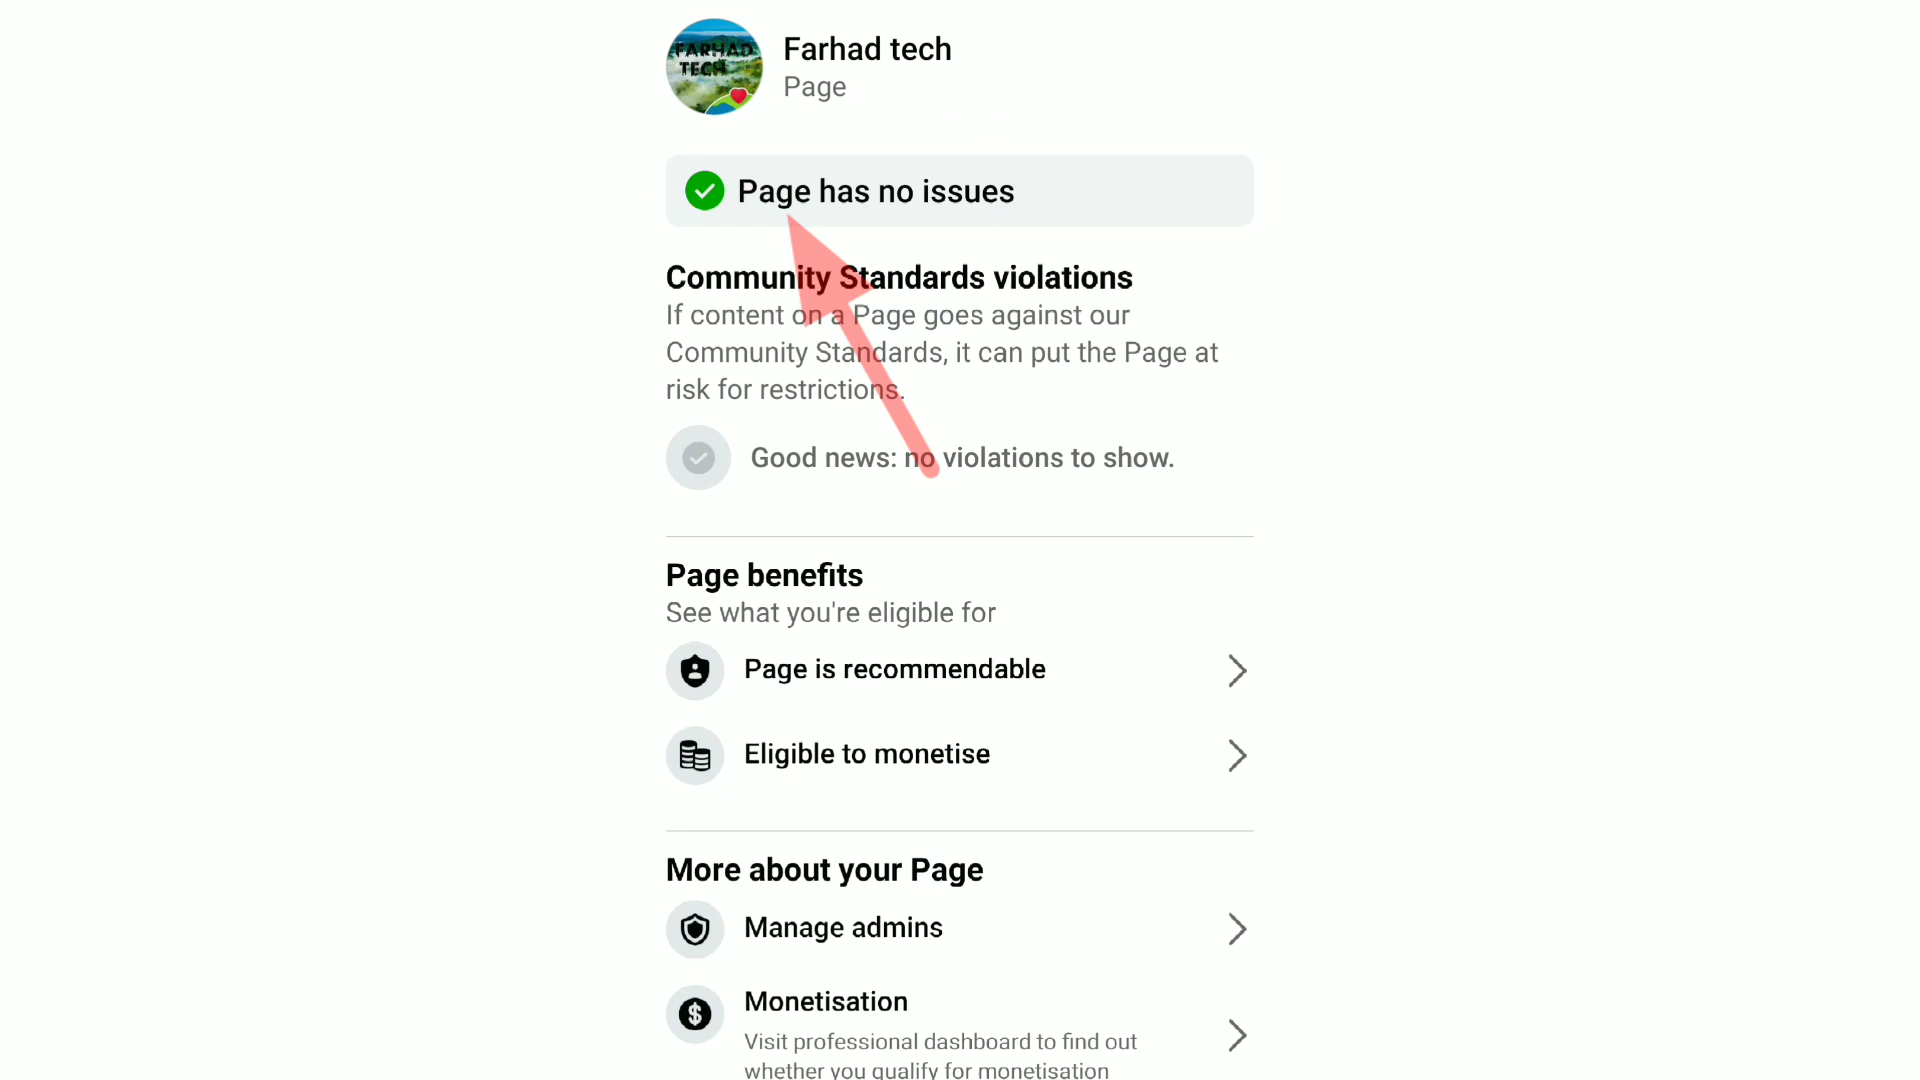 FARHAD
TECH
Farhad tech
Page
Page has no issues
Community Standards violations
If content on a Page goes against our
Community Standards, it can put the Page at
risk for restrictions.
Good news: no violations to show.
Page benefits
See what you're eligible for
Page is recommendable
Eligible to monetise
More about your Page
Manage admins
Monetisation
Visit professional dashboard to find out
whether you qualify for monetisation